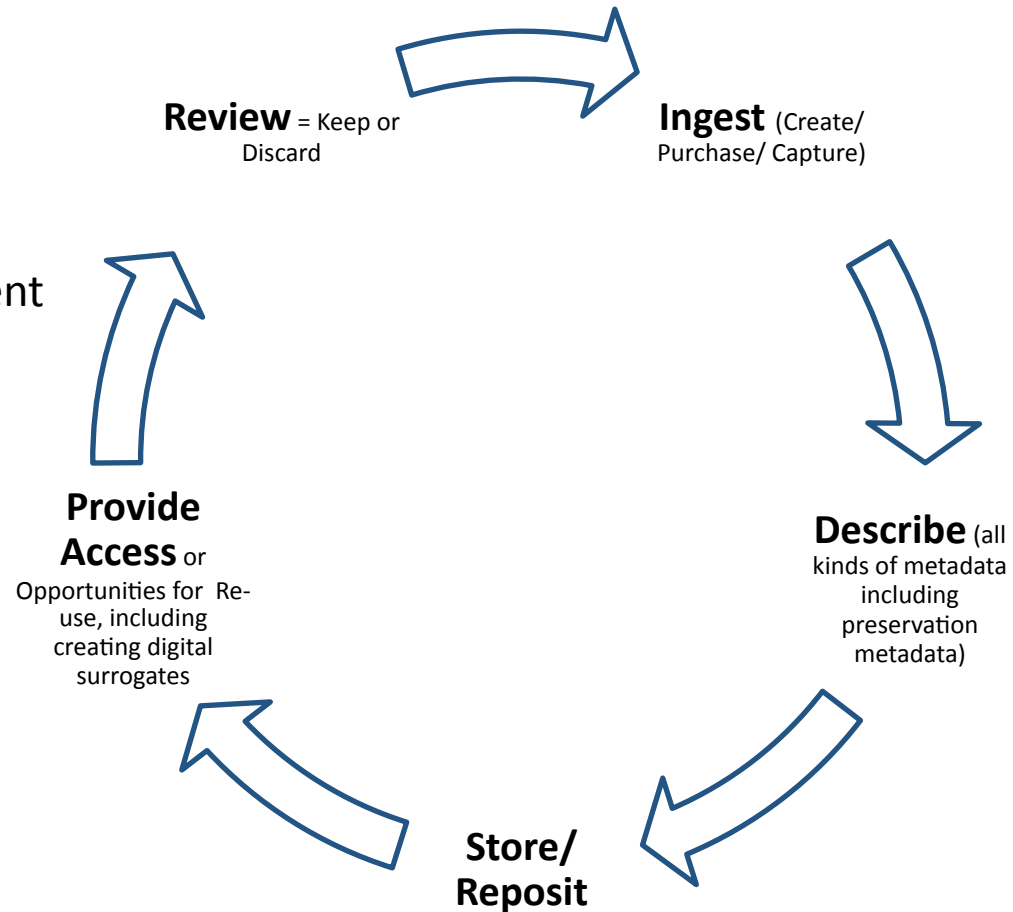 Review = Keep or
Discard
Ingest (Create/
Purchase/ Capture)
Describe (all
kinds of metadata
including
preservation
metadata)
Store/
Reposit
Provide
Access or
Opportunities for Re-
use, including
creating digital
surrogates